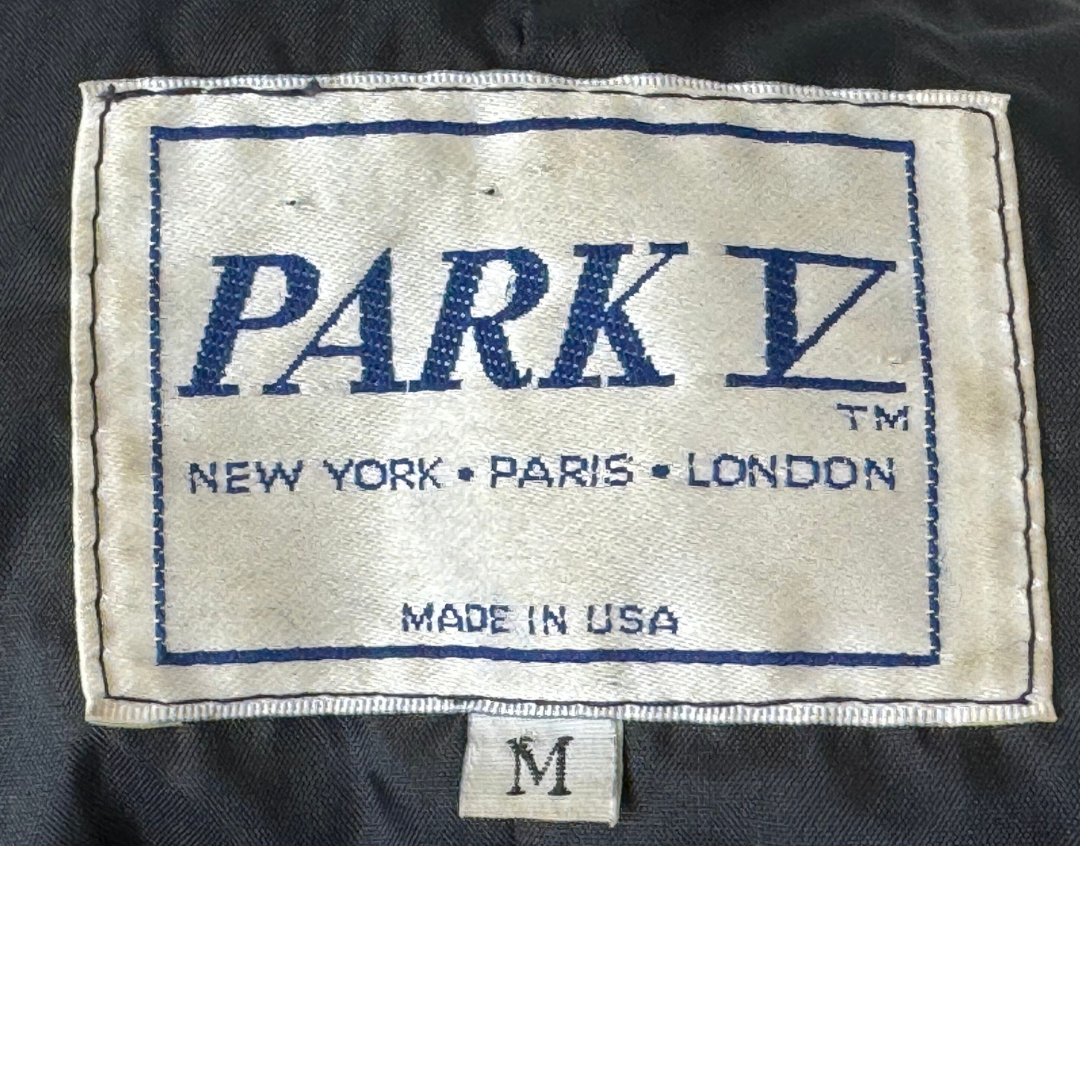 PARK V
TM
NEW YORK • PARIS • LONDON
MADE IN USA
M